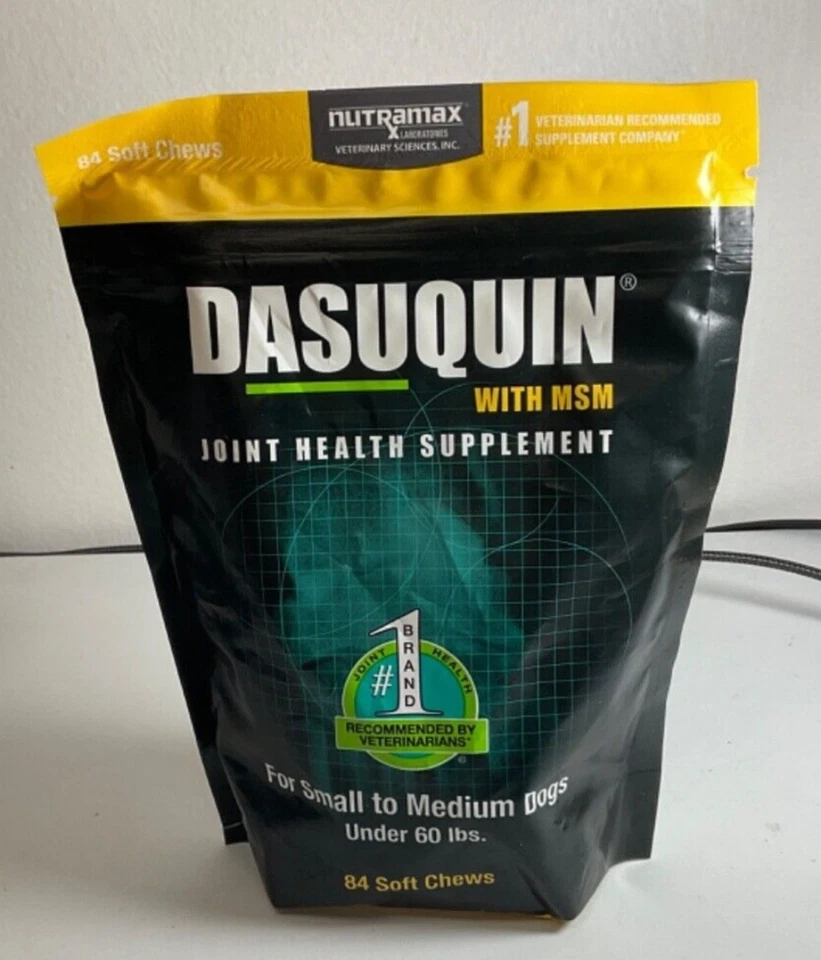 84 Soft Chews
nutramax
LABORATORIES
VETERINARY SCIENCES, INC.
#1 VETERINARIAN RECOMMENDED
SUPPLEMENT COMPANY
DASUQUIN®
WITH MSM
JOINT HEALTH SUPPLEMENT
JOINT HEALTH
#1 BRAND
RECOMMENDED BY
VETERINARIANS*
®
For Small to Medium Dogs
Under 60 lbs.
84 Soft Chews